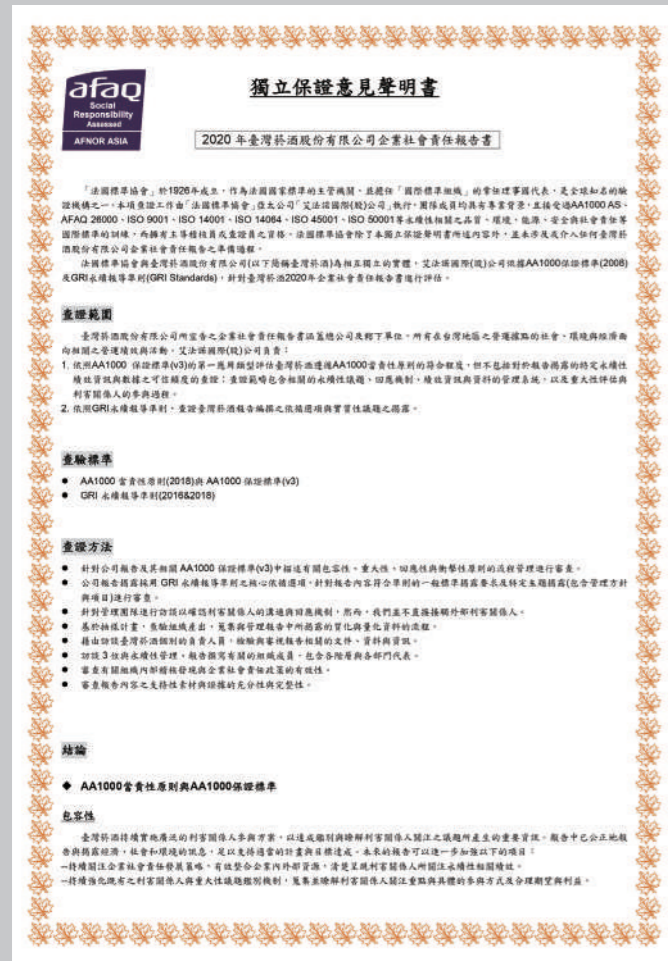 afaq
Social
Responsibility
Assessed
AFNOR ASIA
獨立保證意見聲明書
2020 年臺灣菸酒股份有限公司企業社會責任報告書
「法國標準協會」於1926年成立，作為法國國家標準的主管機關，並擔任「國際標準組織」的常任理事國代表，是全球知名的驗
證機構之一。本項查證工作由「法國標準協會」亞太公司「艾法諾國際(股)公司」執行，團隊成員均具有專業背景，且接受過AA1000 AS、
AFAQ 26000、ISO 9001、ISO 14001、ISO 14064、ISO 45001、ISO 50001等永續性相關之品質、環境、能源、安全與社會責任等
國際標準的訓練，而擁有主導稽核員或查證員之資格。法國標準協會除了本獨立保證聲明書所述內容外，並未涉及或介入任何臺灣菸
酒股份有限公司企業社會責任報告之準備過程。
法國標準協會與臺灣菸酒股份有限公司(以下簡稱臺灣菸酒)為相互獨立的實體，艾法諾國際(股)公司依據AA1000保證標準(2008)
及GRI永續報導準則(GRI Standards)，針對臺灣菸酒2020年企業社會責任報告書進行評估。
查證範圍
臺灣菸酒股份有限公司所宣告之企業社會責任報告書涵蓋總公司及轄下單位，所有在台灣地區之營運據點的社會、環境與經濟面
向相關之營運績效與活動，艾法諾國際(股)公司負責：
1. 依照AA1000 保證標準(v3)的第一應用類型評估臺灣菸酒遵循AA1000當責性原則的符合程度，但不包括對於報告揭露的特定永續性
績效資訊與數據之可信賴度的查證；查證範疇包含相關的永續性議題、回應機制、績效資訊與資料的管理系統，以及重大性評估與
利害關係人的參與過程。
2. 依照GRI永續報導準則，查證臺灣菸酒報告編撰之依循選項與實質性議題之揭露。
查驗標準
● AA1000 當責性原則(2018)與 AA1000 保證標準(v3)
● GRI 永續報導準則(2016&2018)
查證方法
● 針對公司報告及其相關 AA1000 保證標準(v3)中描述有關包容性、重大性、回應性與衝擊性原則的流程管理進行審查。
● 公司報告揭露採用 GRI 永續報導準則之核心依循選項，針對報告內容符合準則的一般標準揭露要求及特定主題揭露(包含管理方針
與項目)進行審查。
● 針對管理團隊進行訪談以確認利害關係人的溝通與回應機制，然而，我們並不直接接觸外部利害關係人。
● 基於抽樣計畫，查驗組織產出、蒐集與管理報告中所揭露的質化與量化資料的流程。
● 藉由訪談臺灣菸酒個別的負責人員，檢驗與審視報告相關的文件、資料與資訊。
● 訪談 3 位與永續性管理、報告撰寫有關的組織成員，包含各階層與各部門代表。
● 審查有關組織內部稽核發現與企業社會責任政策的有效性。
● 審查報告內容之支持性素材與證據的充分性與完整性。
結論
◆ AA1000當責性原則與AA1000保證標準
包容性
臺灣菸酒持續實施廣泛的利害關係人參與方案，以達成鑑別與瞭解利害關係人關注之議題所產生的重要資訊。報告中已公正地報
告與揭露經濟，社會和環境的訊息，足以支持適當的計畫與目標達成。未來的報告可以進一步加強以下的項目：
—持續關注企業社會責任發展策略，有效整合企業內外部資源，清楚呈現利害關係人所關注永續性相關績效。
—持續強化既有之利害關係人與重大性議題鑑別機制，蒐集並瞭解利害關係人關注重點與具體的參與方式及合理期望與利益。